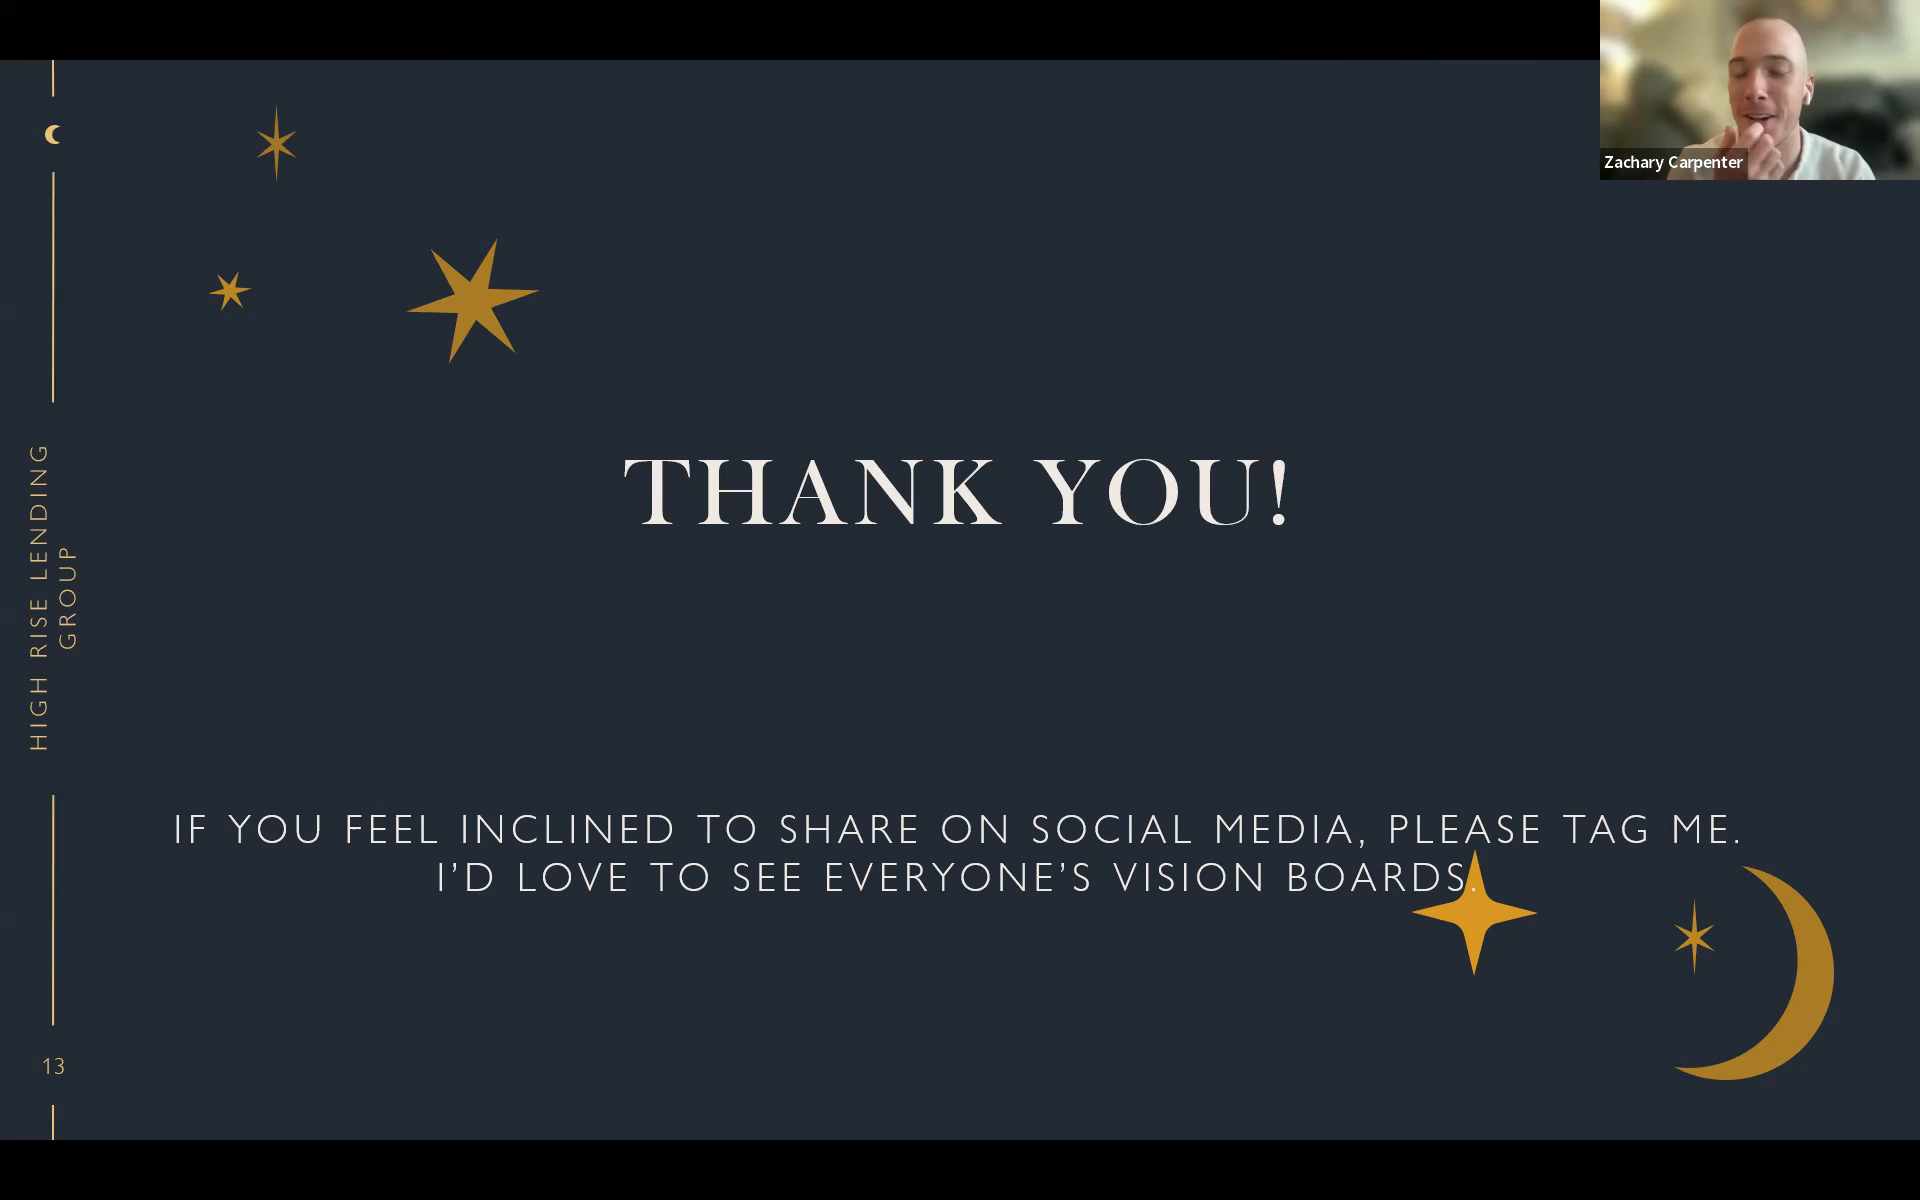 Zachary Carpenter
HIGH RISE LENDING
GROUP
THANK YOU!
IF YOU FEEL INCLINED TO SHARE ON SOCIAL MEDIA, PLEASE TAG ME.
I’D LOVE TO SEE EVERYONE’S VISION BOARDS.
13